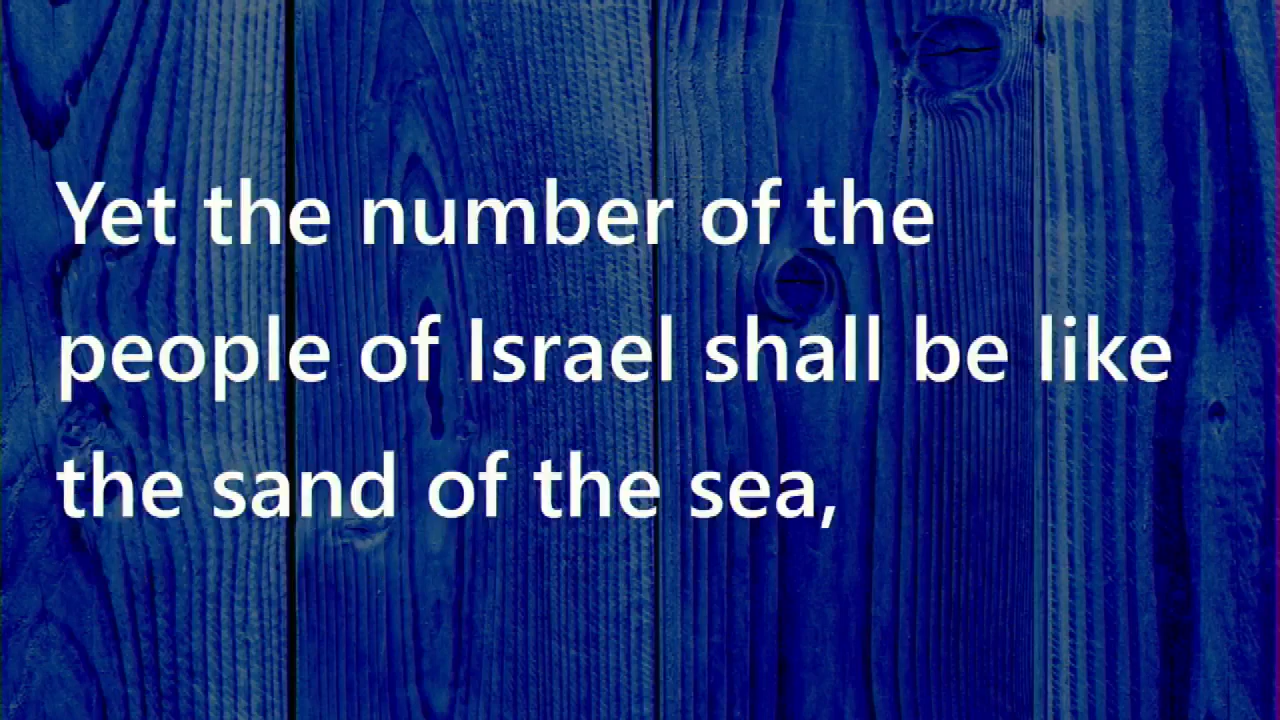 Yet the number of the
people of Israel shall be like
the sand of the sea,